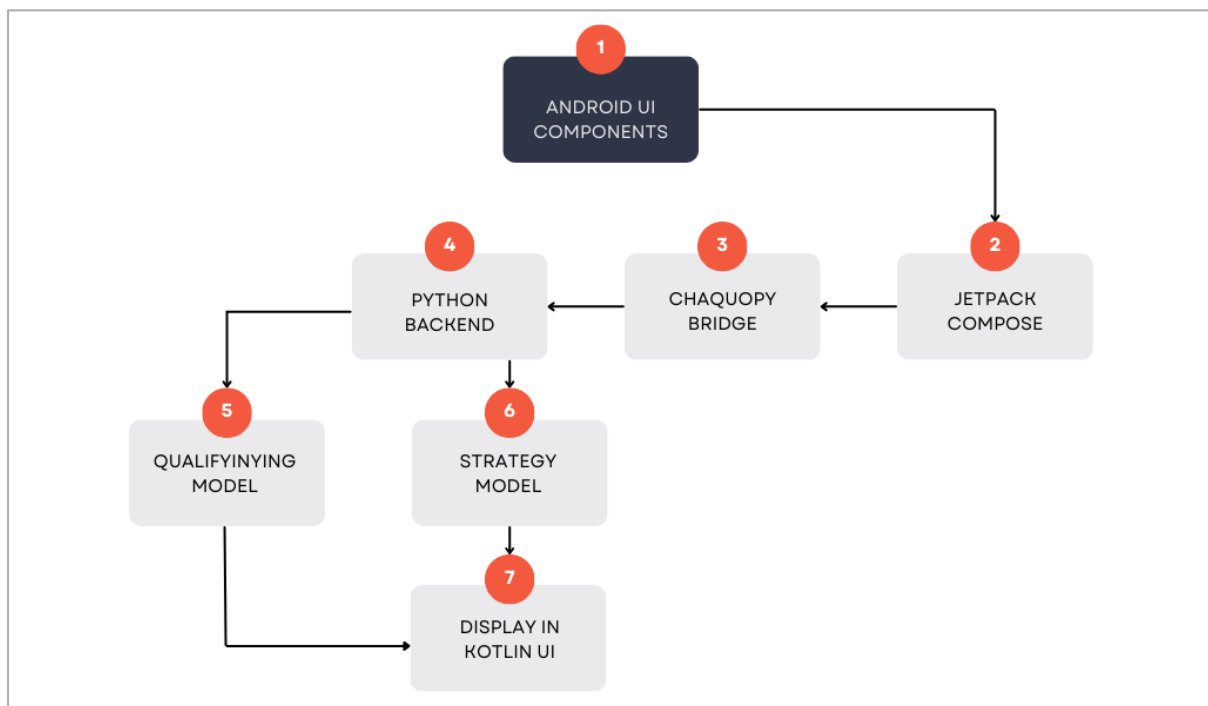 1
ANDROID UI
COMPONENTS
2
JETPACK
COMPOSE
3
CHAQUOPY
BRIDGE
4
PYTHON
BACKEND
5
QUALIFYINYING
MODEL
6
STRATEGY
MODEL
7
DISPLAY IN
KOTLIN UI